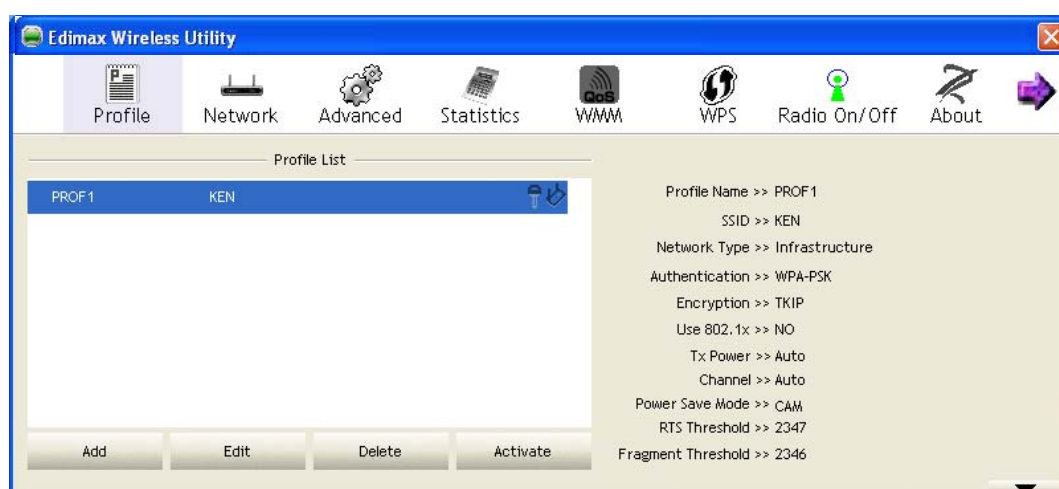 Edimax Wireless Utility
Profile Network Advanced Statistics QoS WMM WPS Radio On/Off About
Profile List
PROF1 KEN
Add Edit Delete Activate
Profile Name >> PROF1
SSID >> KEN
Network Type >> Infrastructure
Authentication >> WPA-PSK
Encryption >> TKIP
Use 802.1x >> NO
Tx Power >> Auto
Channel >> Auto
Power Save Mode >> CAM
RTS Threshold >> 2347
Fragment Threshold >> 2346